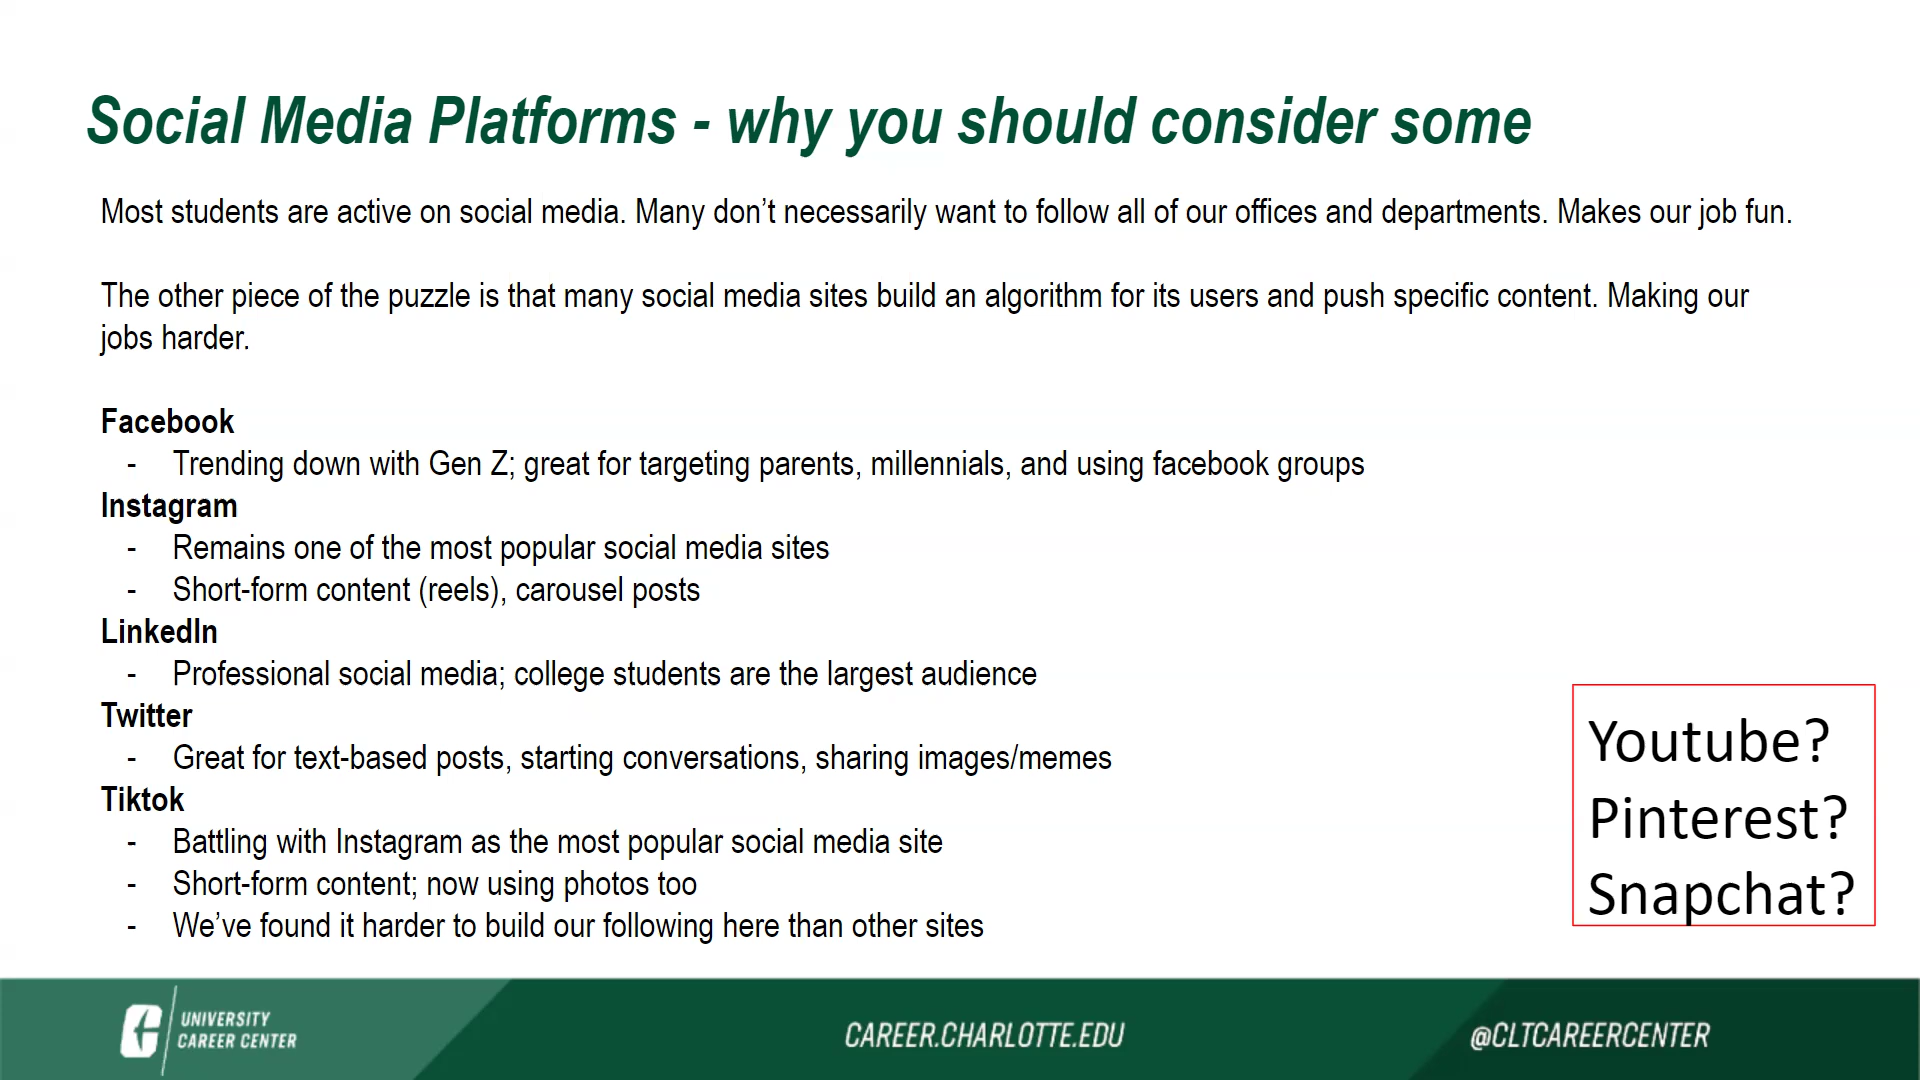 Social Media Platforms - why you should consider some
Most students are active on social media. Many don’t necessarily want to follow all of our offices and departments. Makes our job fun.
The other piece of the puzzle is that many social media sites build an algorithm for its users and push specific content. Making our
jobs harder.
Facebook
- Trending down with Gen Z; great for targeting parents, millennials, and using facebook groups
Instagram
- Remains one of the most popular social media sites
- Short-form content (reels), carousel posts
LinkedIn
- Professional social media; college students are the largest audience
Twitter
- Great for text-based posts, starting conversations, sharing images/memes
Tiktok
- Battling with Instagram as the most popular social media site
- Short-form content; now using photos too
- We’ve found it harder to build our following here than other sites
Youtube?
Pinterest?
Snapchat?
UNIVERSITY
CAREER CENTER
CAREER.CHARLOTTE.EDU
@CLTCAREERCENTER